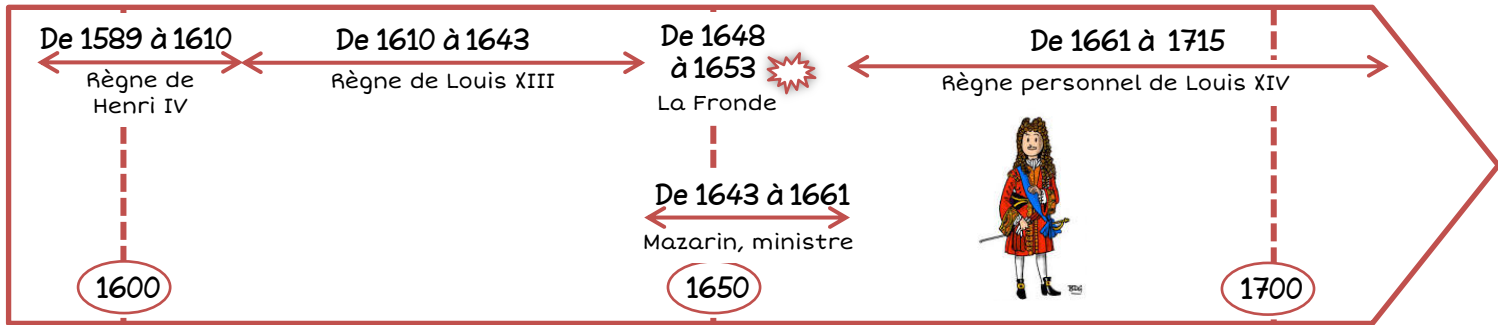 De 1589 à 1610
Règne de
Henri IV
De 1610 à 1643
Règne de Louis XIII
De 1648
à 1653
La Fronde
De 1643 à 1661
Mazarin, ministre
De 1661 à 1715
Règne personnel de Louis XIV
1600
1650
1700